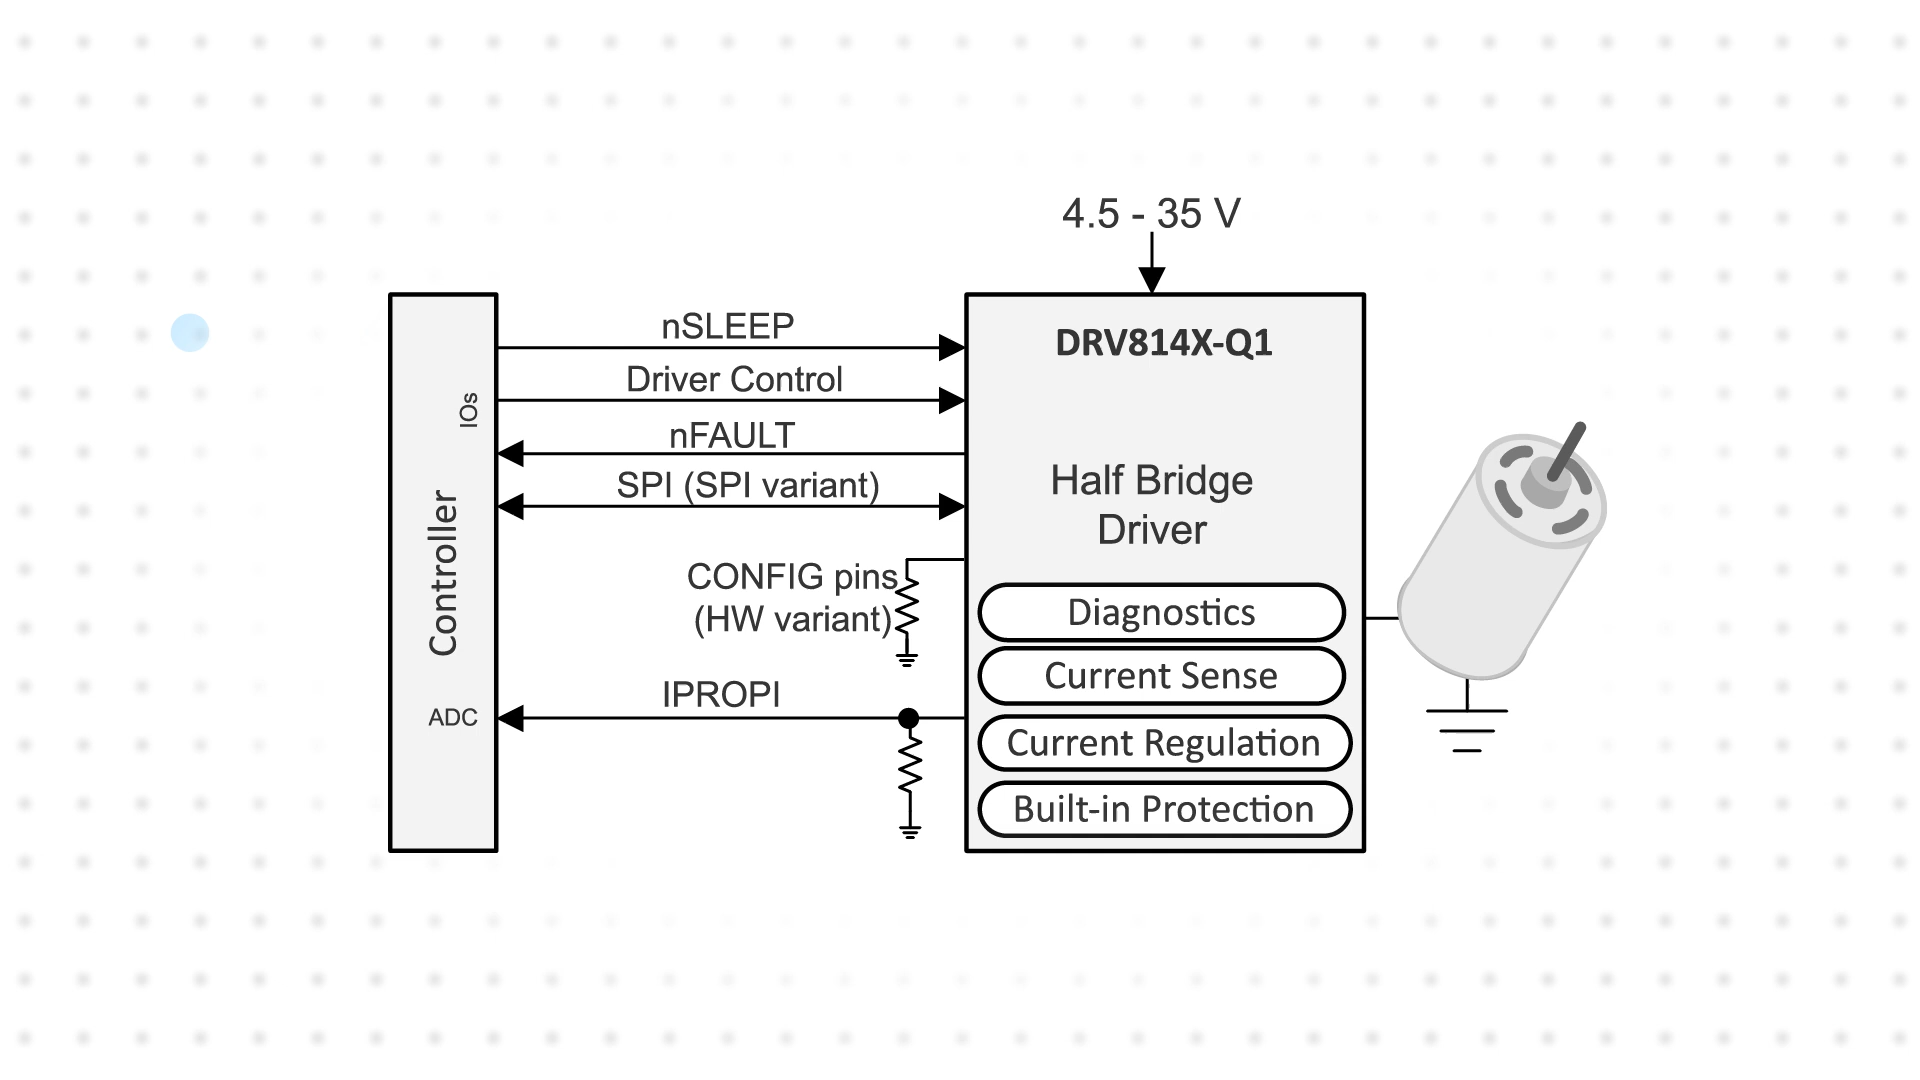 4.5 - 35 V
nSLEEP
DRV814X-Q1
Driver Control
IOs
nFAULT
SPI (SPI variant)
Half Bridge
Driver
Controller
CONFIG pins
(HW variant)
Diagnostics
Current Sense
IPROPI
ADC
Current Regulation
Built-in Protection